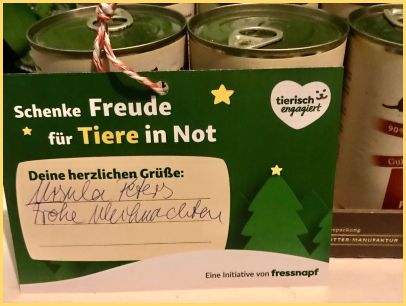 Schenke Freude
für Tiere in Not
tierisch
engagiert
Deine herzlichen Grüße:
Ursula Peters
Frohe Weihnachten
Eine Initiative von fressnapf
90%